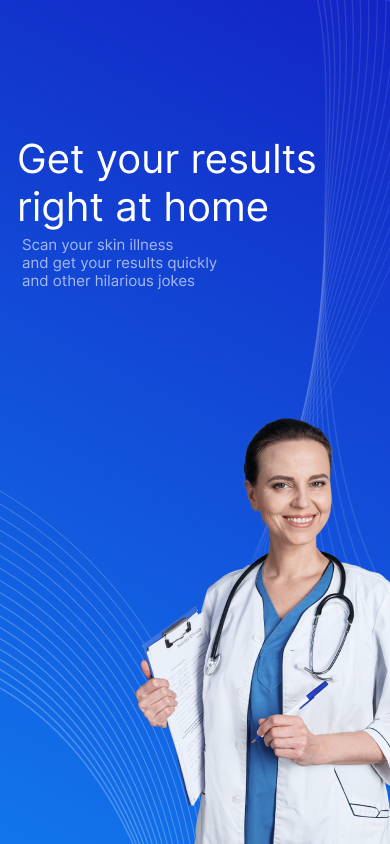 Get your results
right at home
Scan your skin illness
and get your results quickly
and other hilarious jokes